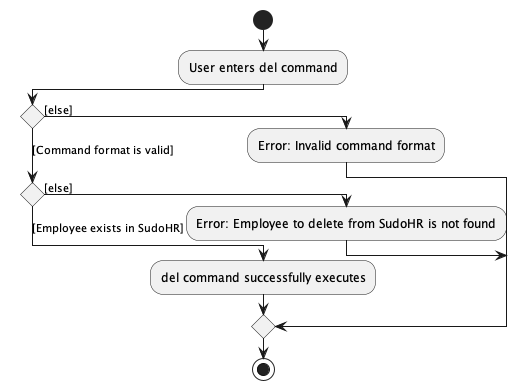 User enters del command
[else]
Error: Invalid command format
[Command format is valid]
[else]
Error: Employee to delete from SudoHR is not found
[Employee exists in SudoHR]
del command successfully executes